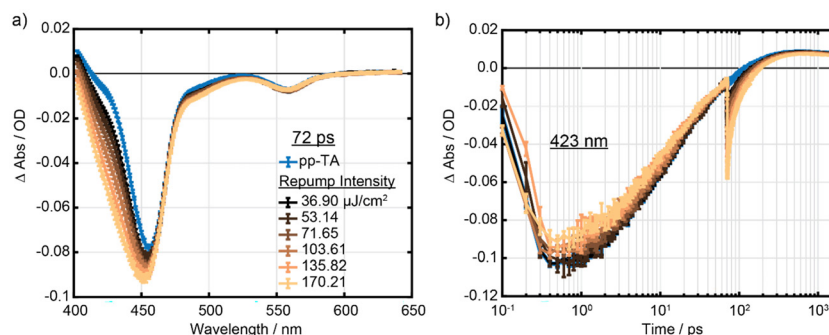 a)
0.02
0.0
-0.02
-0.04
-0.06
-0.08
-0.1
Δ Abs / OD
72 ps
pp-TA
Repump Intensity
36.90 μJ/cm²
53.14
71.65
103.61
135.82
170.21
400 450 500 550 600 650
Wavelength / nm
b)
0.02
0.0
-0.02
-0.04
-0.06
-0.08
-0.1
-0.12
Δ Abs / OD
423 nm
10⁻¹ 10⁰ 10¹ 10² 10³
Time / ps